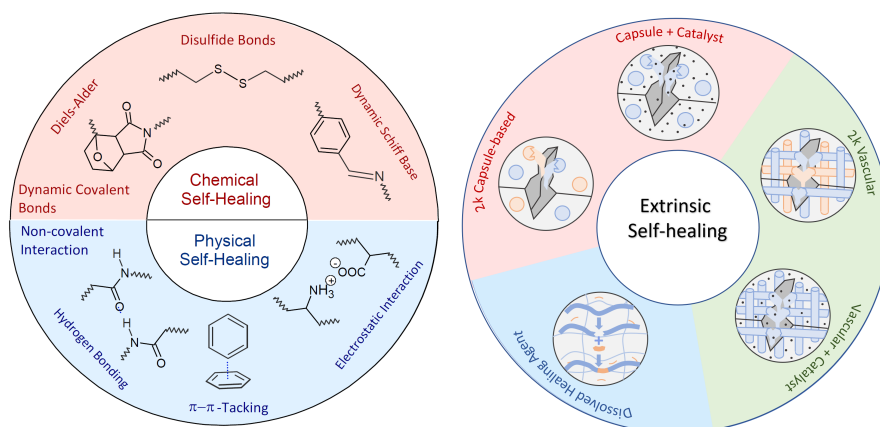 Disulfide Bonds
Diels-Alder
Dynamic Schiff Base
S
S
O
N
O
O
N
Dynamic Covalent
Bonds
Chemical
Self-Healing
Non-covalent
Interaction
Physical
Self-Healing
H
N
O
H
N
O
Hydrogen Bonding
π–π-Tacking
-
OOC
+
NH3
Electrostatic Interaction
Capsule + Catalyst
2k Capsule-based
2k Vascular
Extrinsic
Self-healing
Vascular + Catalyst
Dissolved Healing Agent
+